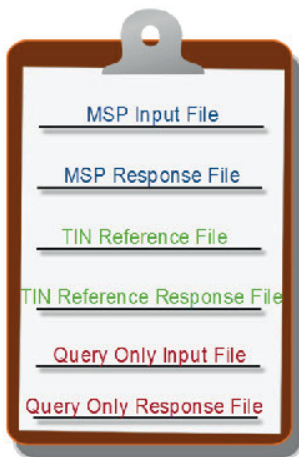 MSP Input File
MSP Response File
TIN Reference File
TIN Reference Response File
Query Only Input File
Query Only Response File